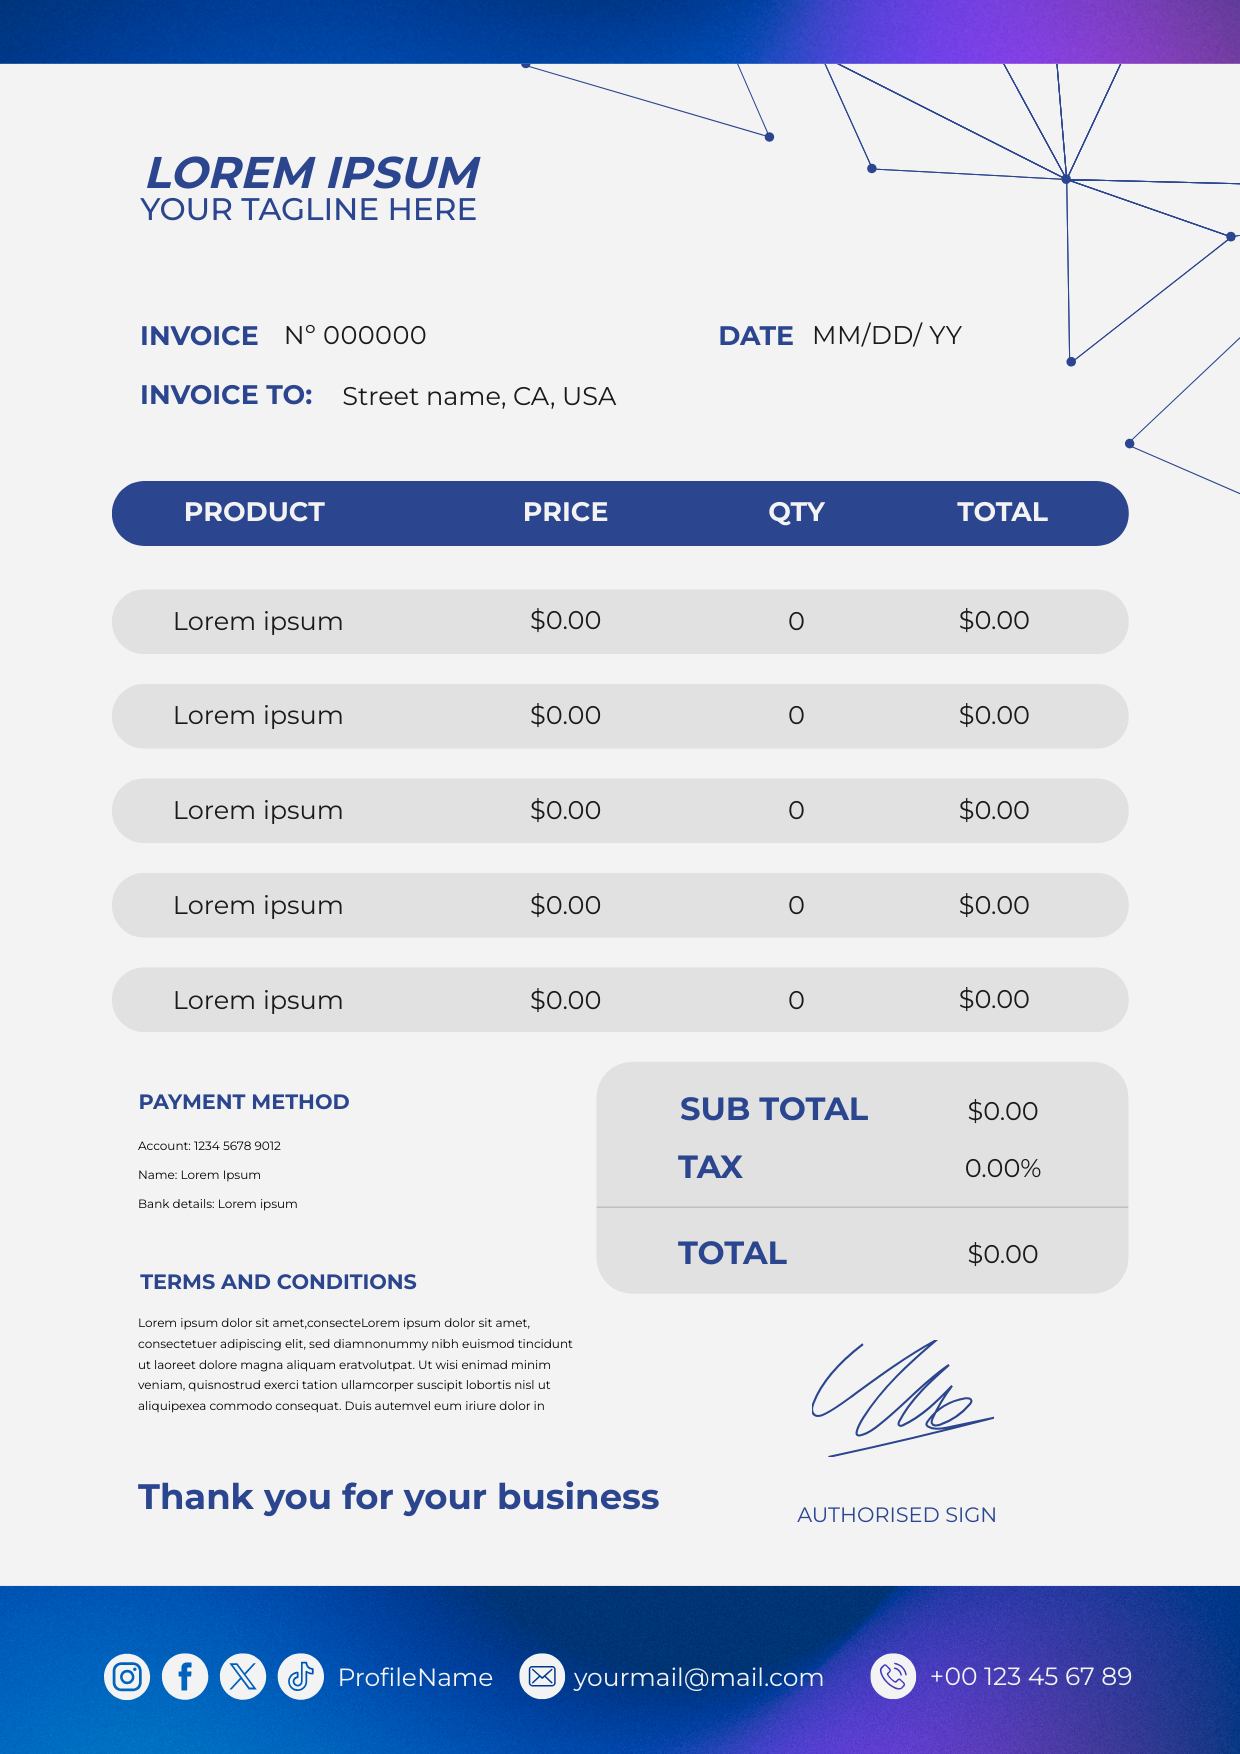 LOREM IPSUM
YOUR TAGLINE HERE
INVOICE Nº 000000 DATE MM/DD/ YY
INVOICE TO: Street name, CA, USA
PRODUCT PRICE QTY TOTAL
Lorem ipsum $0.00 0 $0.00
Lorem ipsum $0.00 0 $0.00
Lorem ipsum $0.00 0 $0.00
Lorem ipsum $0.00 0 $0.00
Lorem ipsum $0.00 0 $0.00
SUB TOTAL $0.00
TAX 0.00%
TOTAL $0.00
PAYMENT METHOD
Account: 1234 5678 9012
Name: Lorem Ipsum
Bank details: Lorem ipsum
TERMS AND CONDITIONS
Lorem ipsum dolor sit amet,consecteLorem ipsum dolor sit amet,
consectetuer adipiscing elit, sed diamnonummy nibh euismod tincidunt
ut laoreet dolore magna aliquam eratvolutpat. Ut wisi enimad minim
veniam, quisnostrud exerci tation ullamcorper suscipit lobortis nisl ut
aliquipexea commodo consequat. Duis autemvel eum iriure dolor in
Thank you for your business
AUTHORISED SIGN
ProfileName yourmail@mail.com +00 123 45 67 89